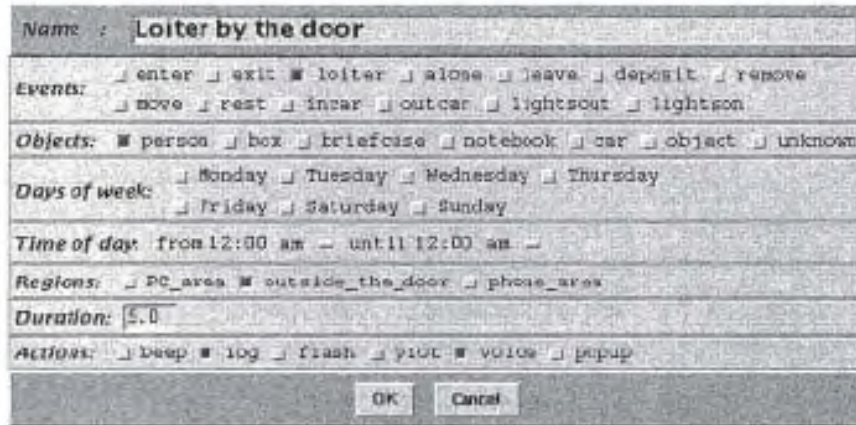 Name : Loiter by the door
Events: enter exit loiter alone leave deposit remove
move rest incar outcar lightsout lightson
Objects: person box briefcase notebook car object unknown
Days of week: Monday Tuesday Wednesday Thursday
Friday Saturday Sunday
Time of day: from 12:00 am until 12:00 am
Regions: PC_area outside_the_door phone_area
Duration: 5.0
Actions: beep log flash plot voice popup
OK Cancel